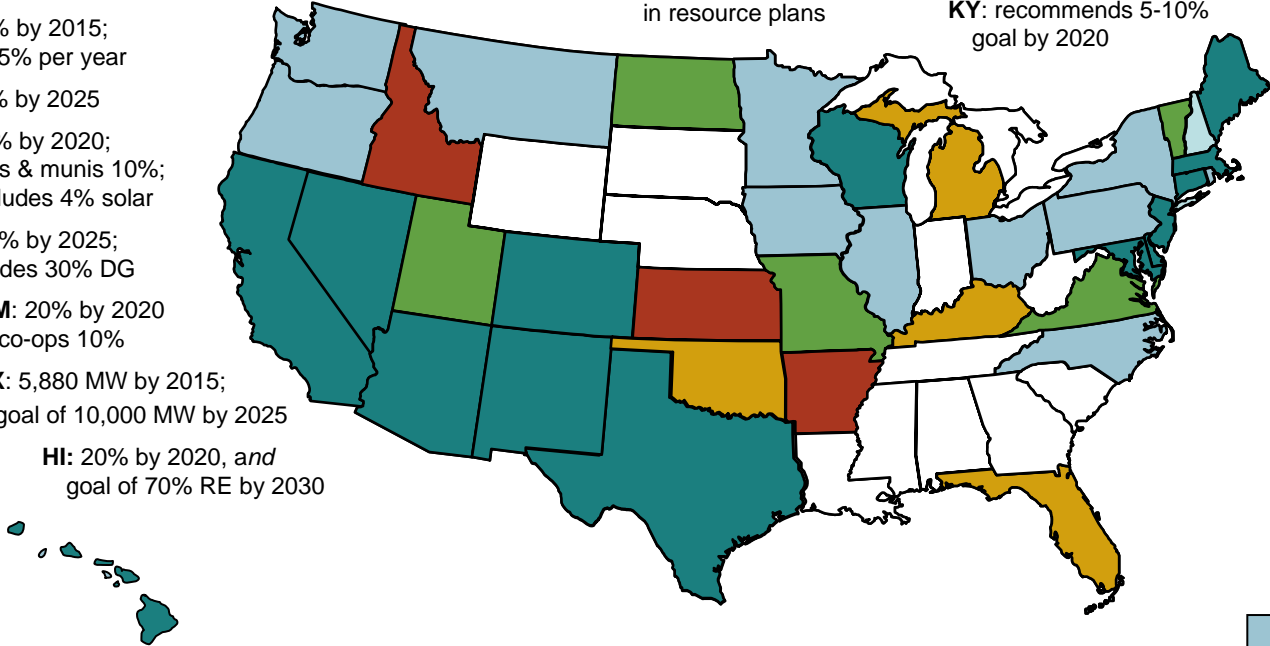 % by 2015;
5% per year
% by 2025
% by 2020;
s & munis 10%;
ludes 4% solar
% by 2025;
des 30% DG
M: 20% by 2020
co-ops 10%
X: 5,880 MW by 2015;
goal of 10,000 MW by 2025
HI: 20% by 2020, and
goal of 70% RE by 2030
in resource plans
KY: recommends 5-10%
goal by 2020